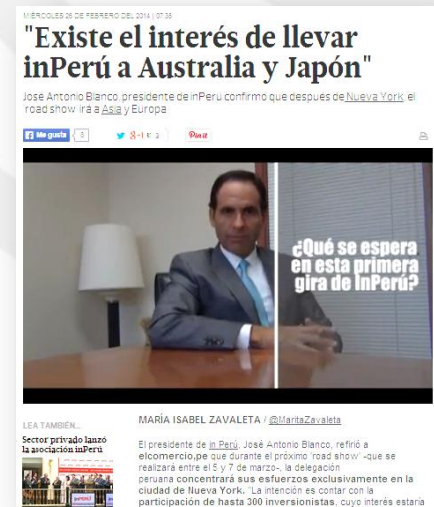 MIÉRCOLES 26 DE FEBRERO DEL 2014 | 07:35
"Existe el interés de llevar
inPerú a Australia y Japón"
José Antonio Blanco, presidente de inPerú confirmó que después de Nueva York, el
road show irá a Asia y Europa
Me gusta
Pin it
¿Qué se espera
en esta primera
gira de InPerú?
LEA TAMBIÉN...
Sector privado lanzó
la asociación inPerú
MARÍA ISABEL ZAVALETA / @MaritaZavaleta
El presidente de in Perú, José Antonio Blanco, refirió a
elcomercio.pe que durante el próximo 'road show' -que se
realizará entre el 5 y 7 de marzo-, la delegación
peruana concentrará sus esfuerzos exclusivamente en la
ciudad de Nueva York. "La intención es contar con la
participación de hasta 300 inversionistas, cuyo interés estaría